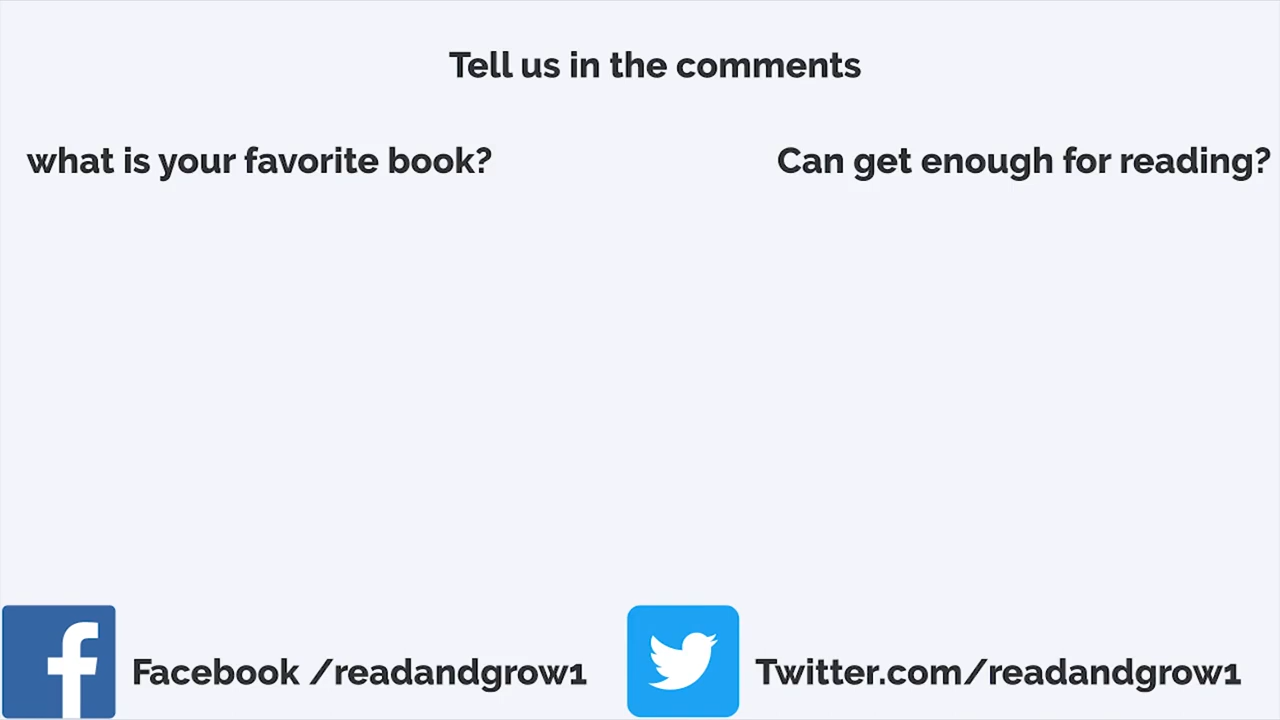 Tell us in the comments
what is your favorite book?
Can get enough for reading?
Facebook /readandgrow1
Twitter.com/readandgrow1